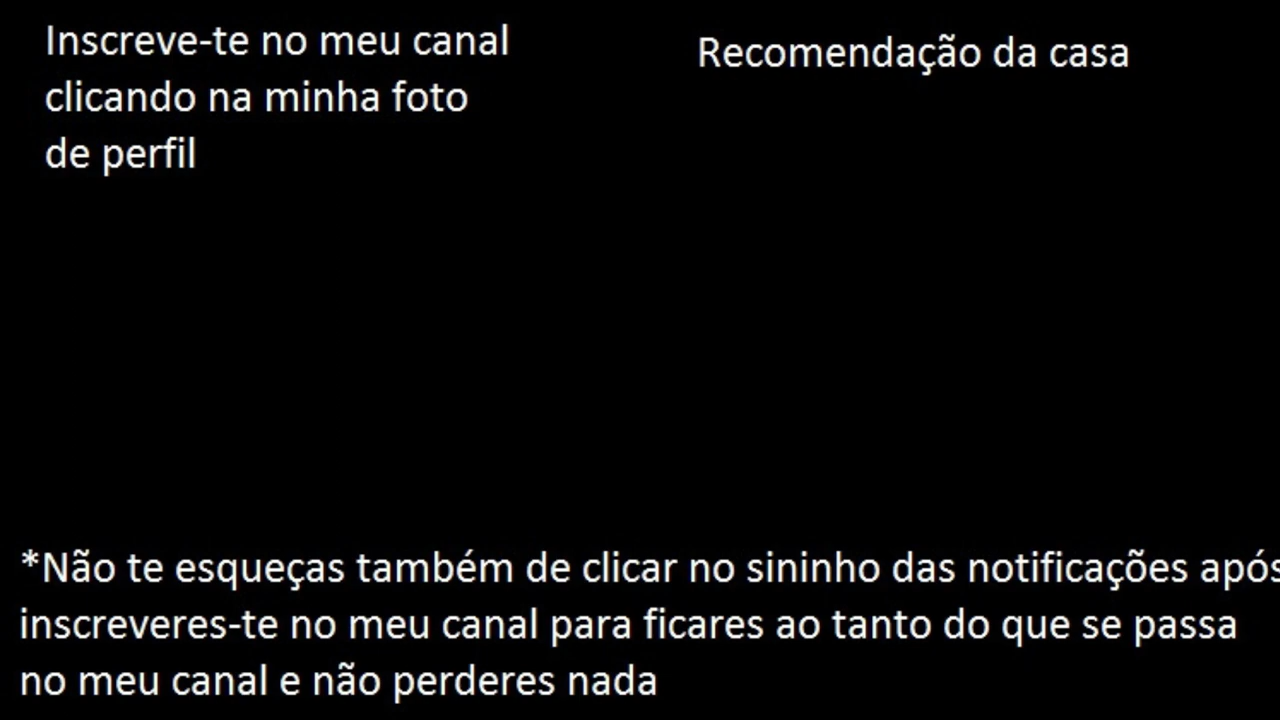 Inscreve-te no meu canal
clicando na minha foto
de perfil
Recomendação da casa
*Não te esqueças também de clicar no sininho das notificações após
inscreveres-te no meu canal para ficares ao tanto do que se passa
no meu canal e não perderes nada